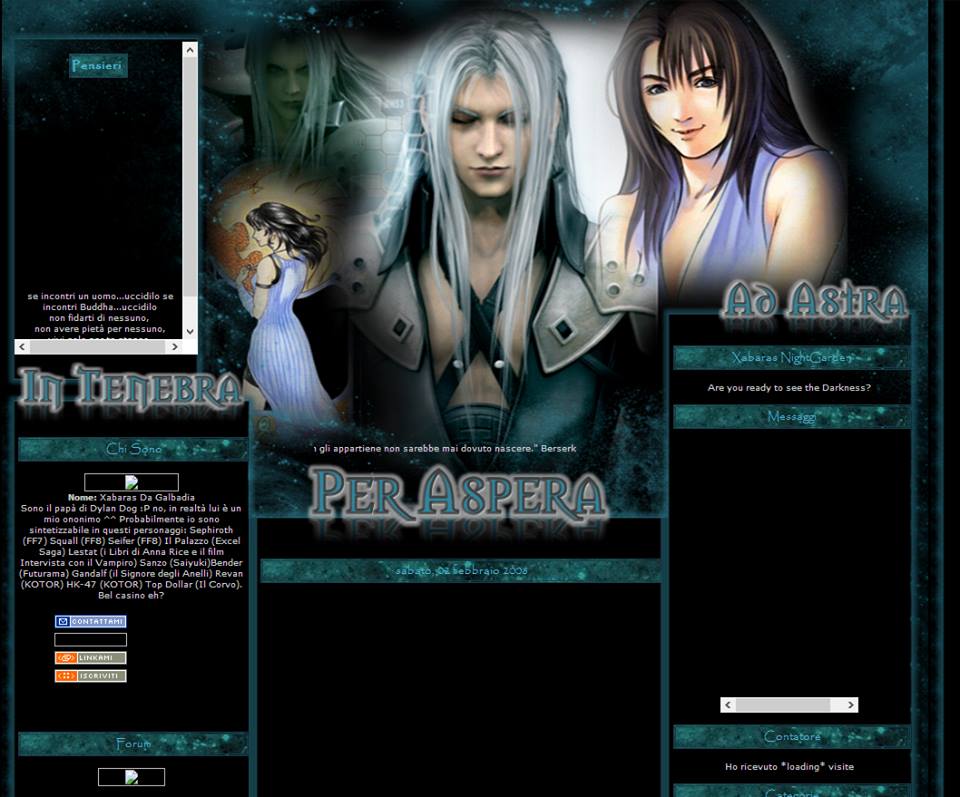 Pensieri
se incontri un uomo...uccidilo se
incontri Buddha...uccidilo
non fidarti di nessuno,
non avere pietà per nessuno,
In Tenebra
Chi Sono
Nome: Xabaras Da Galbadia
Sono il papà di Dylan Dog :P no, in realtà lui è un
mio ononimo ^^ Probabilmente io sono
sintetizzabile in questi personaggi: Sephiroth
(FF7) Squall (FF8) Seifer (FF8) Il Palazzo (Excel
Saga) Lestat (i Libri di Anna Rice e il film
Intervista con il Vampiro) Sanzo (Saiyuki)Bender
(Futurama) Gandalf (il Signore degli Anelli) Revan
(KOTOR) HK-47 (KOTOR) Top Dollar (Il Corvo).
Bel casino eh?
CONTATTAMI
LINKAMI
ISCRIVITI
Forum
gli appartiene non sarebbe mai dovuto nascere." Berserk
Per Aspera
sabato, 02 febbraio 2008
Ad Astra
Xabaras NightGarden
Are you ready to see the Darkness?
Messaggi
Contatore
Ho ricevuto *loading* visite
Categorie